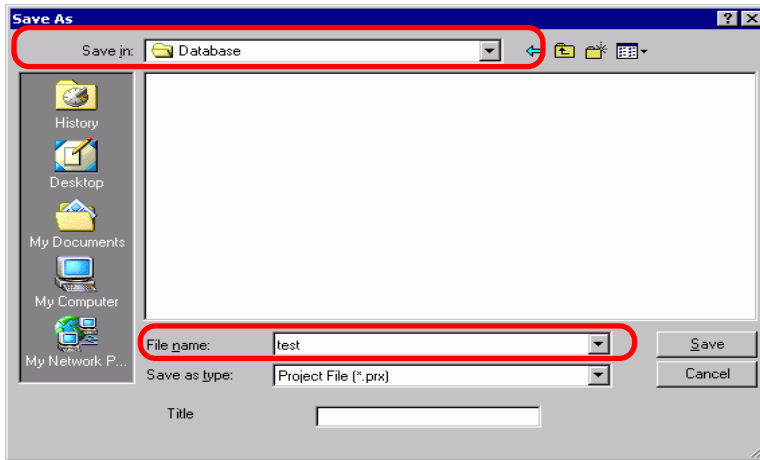 Save As
Save in: Database
History
Desktop
My Documents
My Computer
My Network P...
File name: test Save
Save as type: Project File (*.prx) Cancel
Title